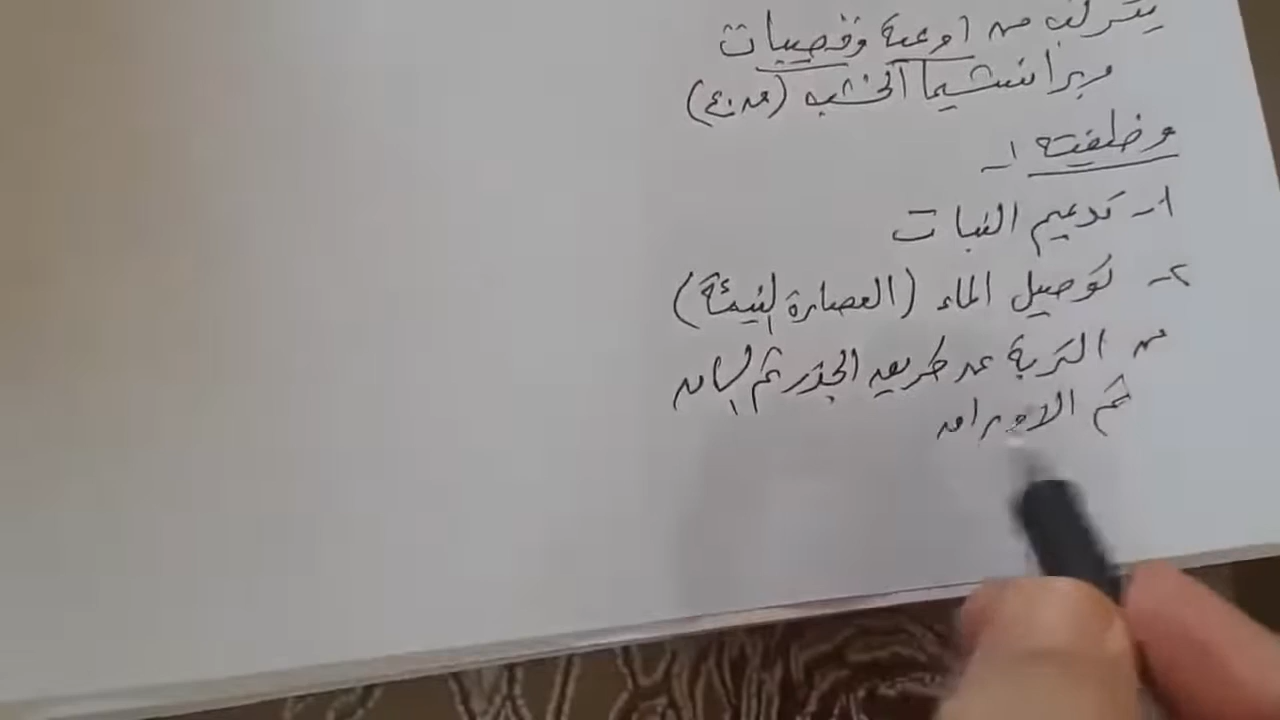 يتركب من اوعية وقصيبات
وبرانشيما الخشب
وظيفته :-
١- تدعيم النبات
٢- توصيل الماء (العصارة النيئة)
من التربة عن طريق الجذر ثم الساق
ثم الاوراق